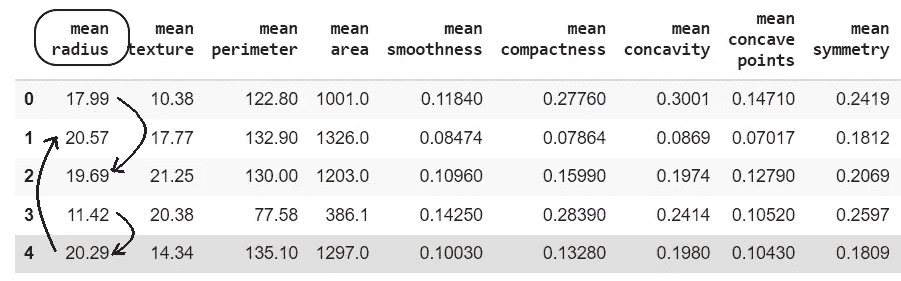 mean
mean mean mean mean mean mean mean concave mean
radius texture perimeter area smoothness compactness concavity points symmetry
0 17.99 10.38 122.80 1001.0 0.11840 0.27760 0.3001 0.14710 0.2419
1 20.57 17.77 132.90 1326.0 0.08474 0.07864 0.0869 0.07017 0.1812
2 19.69 21.25 130.00 1203.0 0.10960 0.15990 0.1974 0.12790 0.2069
3 11.42 20.38 77.58 386.1 0.14250 0.28390 0.2414 0.10520 0.2597
4 20.29 14.34 135.10 1297.0 0.10030 0.13280 0.1980 0.10430 0.1809